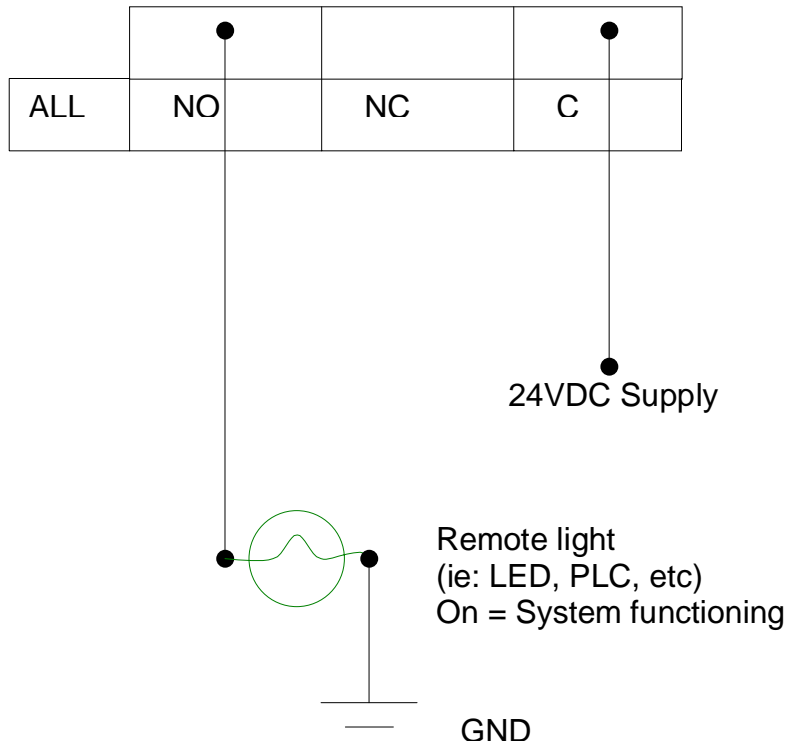 ALL NO NC C
24VDC Supply
Remote light
(ie: LED, PLC, etc)
On = System functioning
GND